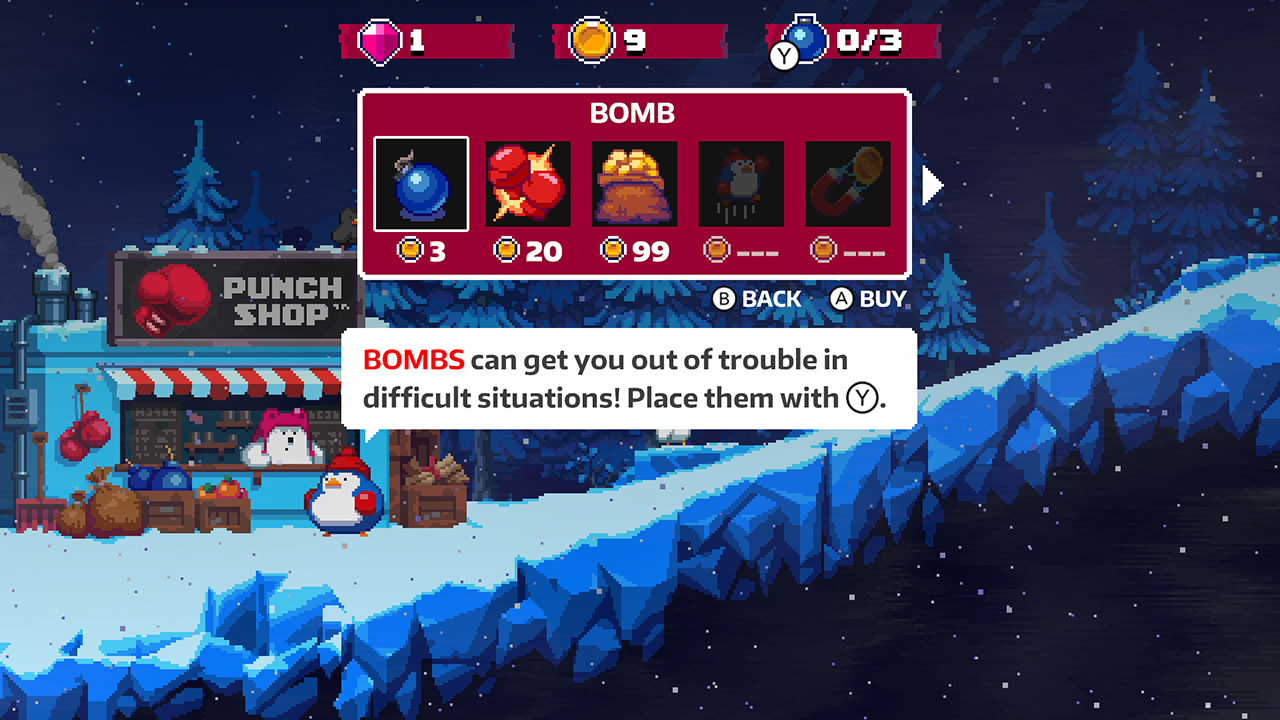 1
9
Y
0/3
BOMB
3
20
99
---
---
B BACK
A BUY
PUNCH
SHOP™
BOMBS can get you out of trouble in
difficult situations! Place them with Y.